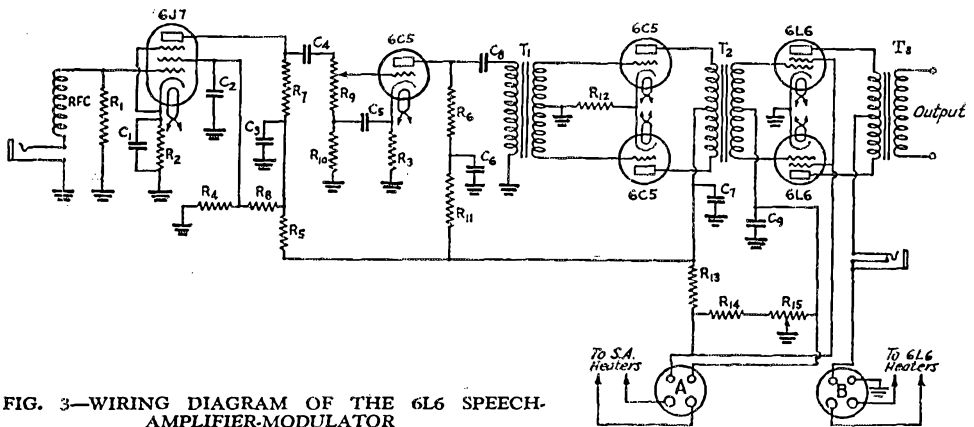 6J7
6C5
6C5
6L6
C4
C8
T1
T2
T3
RFC
R1
C2
R7
R9
R12
C1
R2
C3
C5
R6
R10
R3
C6
Output
6C5
6L6
R4
R8
R11
C7
C9
R5
R13
R14
R15
To S.A.
Heaters
A
B
To 6L6
Heaters
FIG. 3—WIRING DIAGRAM OF THE 6L6 SPEECH-
AMPLIFIER-MODULATOR